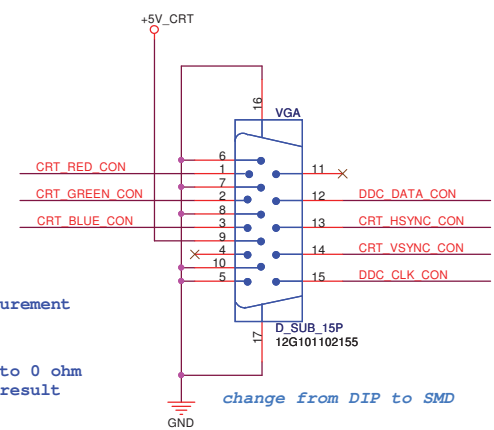 +5V_CRT
16
VGA
6
CRT_RED_CON
1
11
7
CRT_GREEN_CON
2
12
DDC_DATA_CON
8
CRT_BLUE_CON
3
13
CRT_HSYNC_CON
9
4
14
CRT_VSYNC_CON
10
5
15
DDC_CLK_CON
urement
17
D_SUB_15P
12G101102155
to 0 ohm
result
change from DIP to SMD
GND